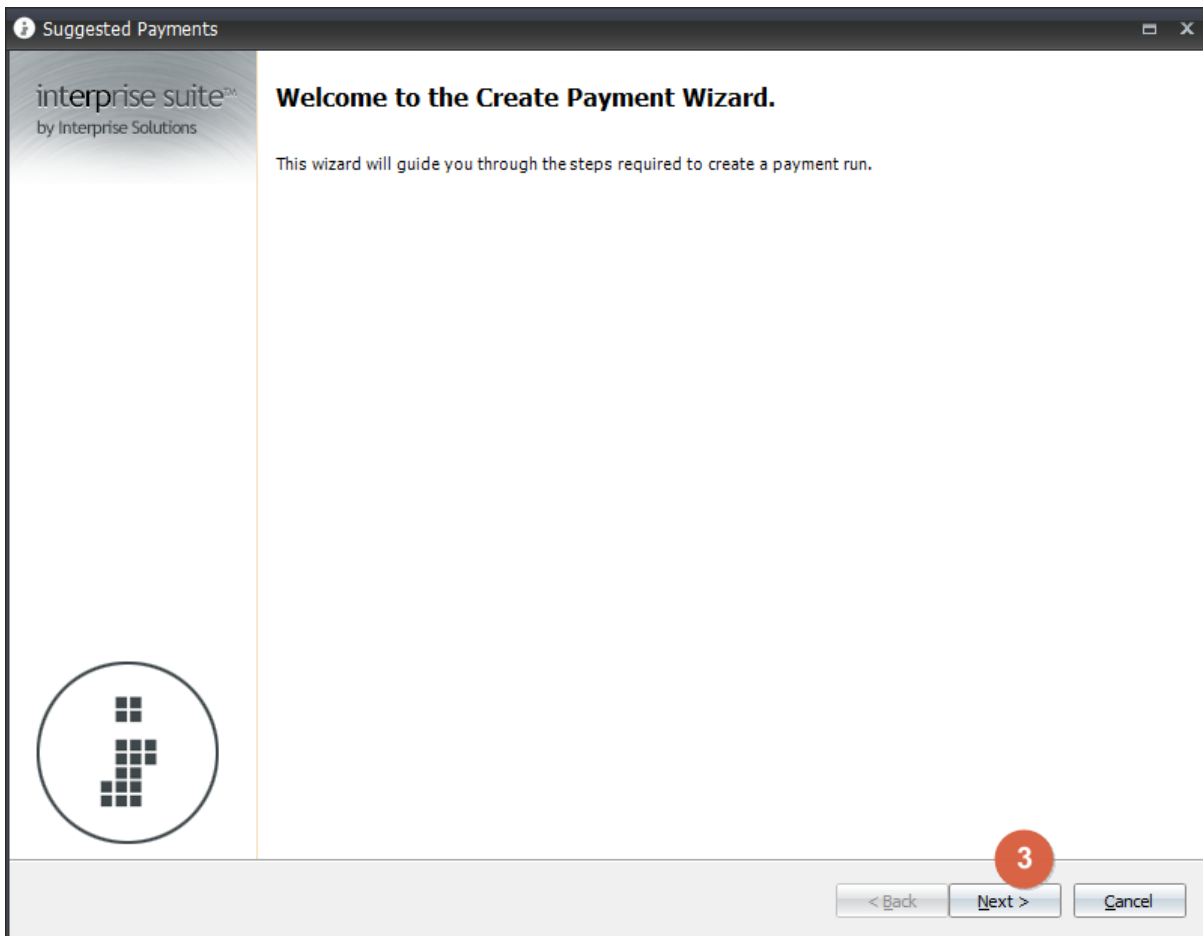 Suggested Payments
interprise suite™
by Interprise Solutions
Welcome to the Create Payment Wizard.
This wizard will guide you through the steps required to create a payment run.
3
< Back
Next >
Cancel